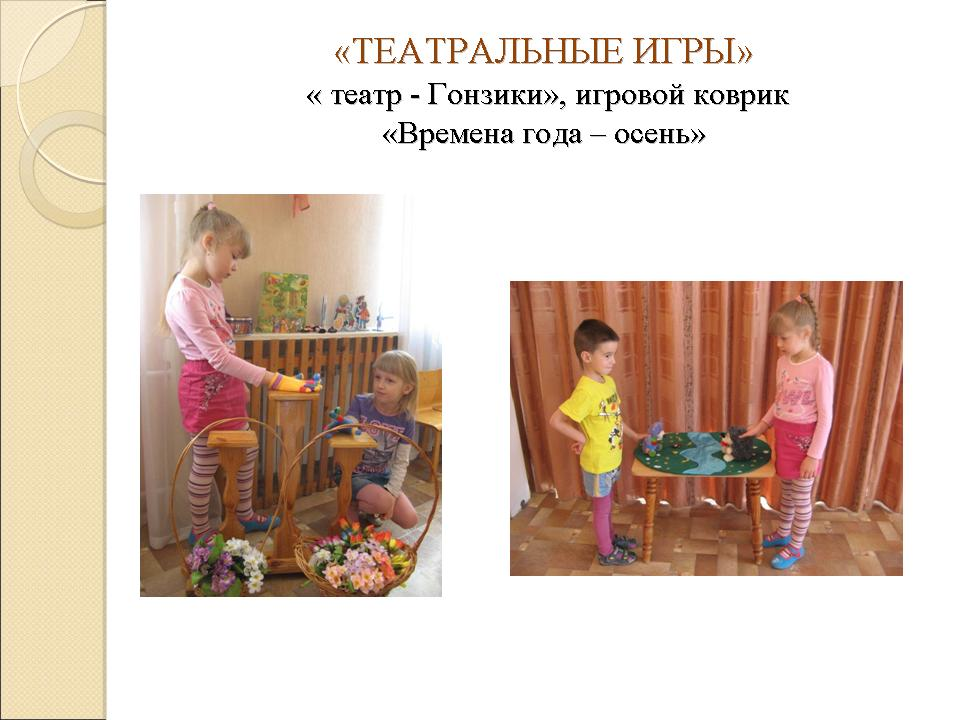 «ТЕАТРАЛЬНЫЕ ИГРЫ»
« театр - Гонзики», игровой коврик
«Времена года – осень»